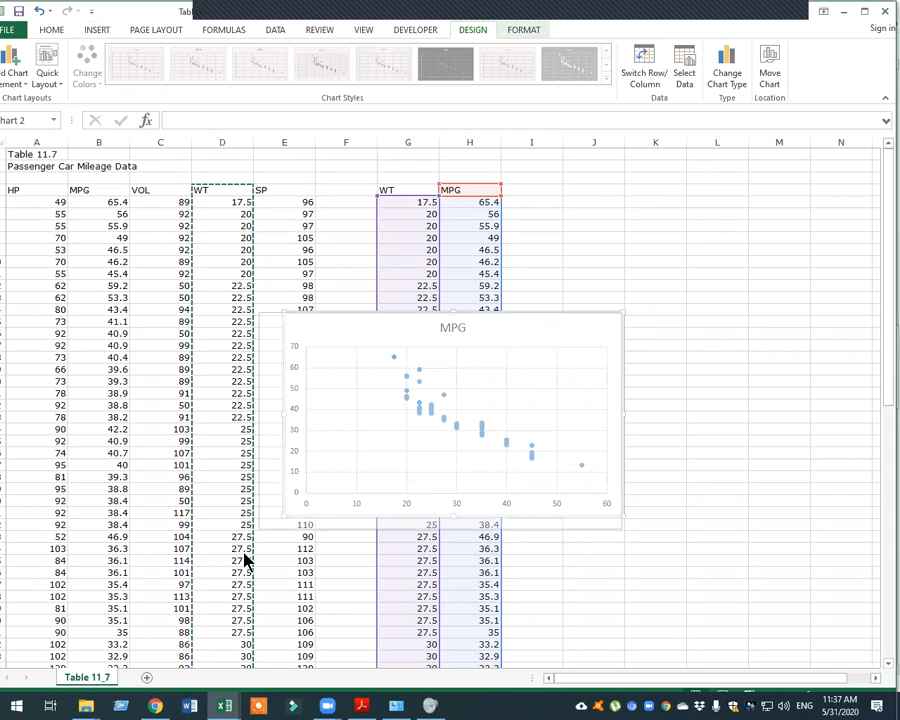 Tabl
FILE HOME INSERT PAGE LAYOUT FORMULAS DATA REVIEW VIEW DEVELOPER DESIGN FORMAT Sign in
Add Chart Quick Change Switch Row/ Select Change Move
Element Layout Colors Column Data Chart Type Chart
Chart Layouts Chart Styles Data Type Location
hart 2 fx
A B C D E F G H I J K L M N
Table 11.7
Passenger Car Mileage Data
HP MPG VOL WT SP WT MPG
49 65.4 89 17.5 96 17.5 65.4
55 56 92 20 97 20 56
55 55.9 92 20 97 20 55.9
70 49 92 20 105 20 49
53 46.5 92 20 96 20 46.5
70 46.2 92 20 105 20 46.2
55 45.4 92 20 97 20 45.4
62 59.2 50 22.5 98 22.5 59.2
62 53.3 50 22.5 98 22.5 53.3
80 43.4 94 22.5 107 22.5 43.4
73 41.1 89 22.5
92 40.9 50 22.5
92 40.9 99 22.5
73 40.4 89 22.5
66 39.6 89 22.5
73 39.3 89 22.5
78 38.9 91 22.5
92 38.8 50 22.5
78 38.2 91 22.5
90 42.2 103 25
92 40.9 99 25
74 40.7 107 25
95 40 101 25
81 39.3 96 25
95 38.8 89 25
92 38.4 50 25
92 38.4 117 25
92 38.4 99 25 110 25 38.4
52 46.9 104 27.5 90 27.5 46.9
103 36.3 107 27.5 112 27.5 36.3
84 36.1 114 27.5 103 27.5 36.1
84 36.1 101 27.5 103 27.5 36.1
102 35.4 97 27.5 111 27.5 35.4
102 35.3 113 27.5 111 27.5 35.3
81 35.1 101 27.5 102 27.5 35.1
90 35.1 98 27.5 106 27.5 35.1
90 35 88 27.5 106 27.5 35
102 33.2 86 30 109 30 33.2
102 32.9 86 30 109 30 32.9
MPG
70
60
50
40
30
20
10
0
0 10 20 30 40 50 60
Table 11_7
ENG 11:37 AM
5/31/2020